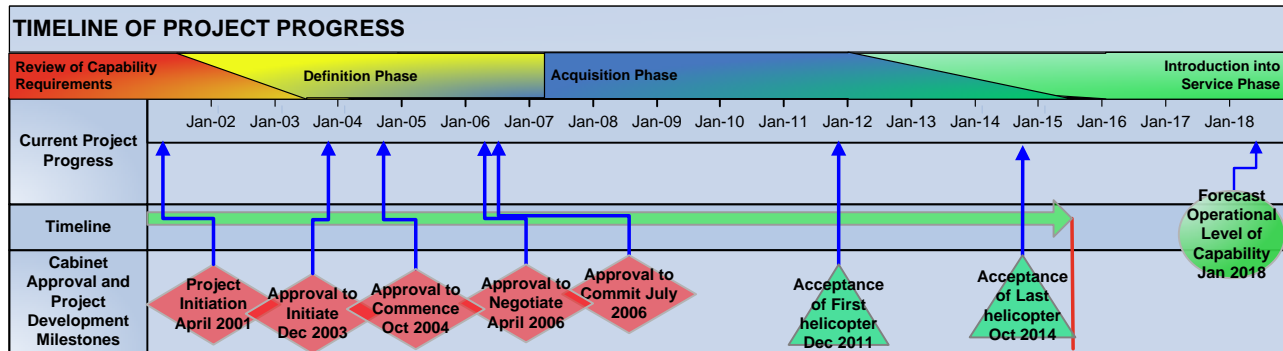 TIMELINE OF PROJECT PROGRESS
Review of Capability
Requirements
Definition Phase
Acquisition Phase
Introduction into
Service Phase
Current Project
Progress
Jan-02 Jan-03 Jan-04 Jan-05 Jan-06 Jan-07 Jan-08 Jan-09 Jan-10 Jan-11 Jan-12 Jan-13 Jan-14 Jan-15 Jan-16 Jan-17 Jan-18
Timeline
Forecast
Operational
Level of
Capability
Jan 2018
Cabinet
Approval and
Project
Development
Milestones
Project
Initiation
April 2001
Approval to
Initiate
Dec 2003
Approval to
Commence
Oct 2004
Approval to
Negotiate
April 2006
Approval to
Commit July
2006
Acceptance
of First
helicopter
Dec 2011
Acceptance
of Last
helicopter
Oct 2014